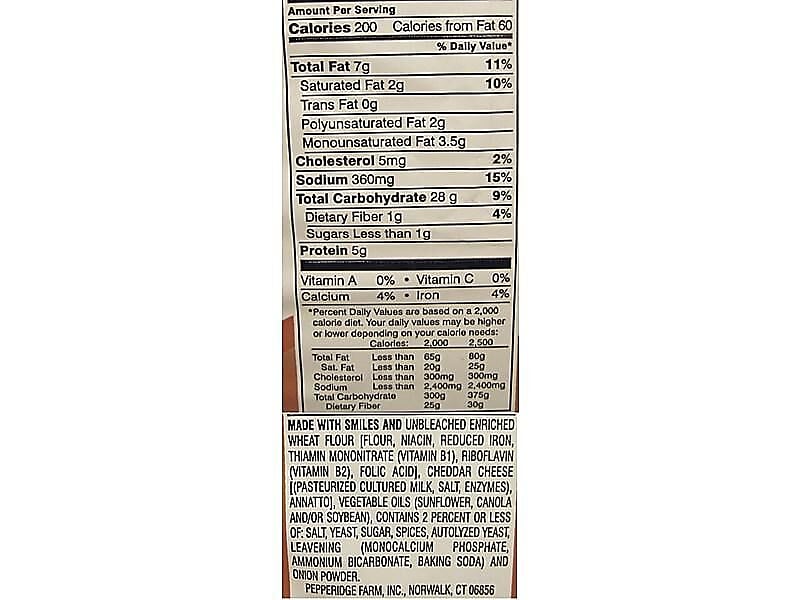 Amount Per Serving
Calories 200 Calories from Fat 60
% Daily Value*
Total Fat 7g 11%
Saturated Fat 2g 10%
Trans Fat 0g
Polyunsaturated Fat 2g
Monounsaturated Fat 3.5g
Cholesterol 5mg 2%
Sodium 360mg 15%
Total Carbohydrate 28 g 9%
Dietary Fiber 1g 4%
Sugars Less than 1g
Protein 5g
Vitamin A 0% • Vitamin C 0%
Calcium 4% • Iron 4%
*Percent Daily Values are based on a 2,000
calorie diet. Your daily values may be higher
or lower depending on your calorie needs:
Calories: 2,000 2,500
Total Fat Less than 65g 80g
Sat. Fat Less than 20g 25g
Cholesterol Less than 300mg 300mg
Sodium Less than 2,400mg 2,400mg
Total Carbohydrate 300g 375g
Dietary Fiber 25g 30g
MADE WITH SMILES AND UNBLEACHED ENRICHED
WHEAT FLOUR [FLOUR, NIACIN, REDUCED IRON,
THIAMIN MONONITRATE (VITAMIN B1), RIBOFLAVIN
(VITAMIN B2), FOLIC ACID], CHEDDAR CHEESE
[(PASTEURIZED CULTURED MILK, SALT, ENZYMES),
ANNATTO], VEGETABLE OILS (SUNFLOWER, CANOLA
AND/OR SOYBEAN), CONTAINS 2 PERCENT OR LESS
OF: SALT, YEAST, SUGAR, SPICES, AUTOLYZED YEAST,
LEAVENING (MONOCALCIUM PHOSPHATE,
AMMONIUM BICARBONATE, BAKING SODA) AND
ONION POWDER.
PEPPERIDGE FARM, INC., NORWALK, CT 06856